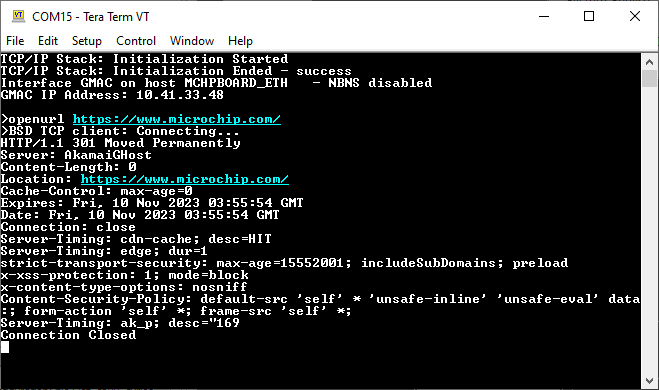 COM15 - Tera Term VT
File Edit Setup Control Window Help
TCP/IP Stack: Initialization Started
TCP/IP Stack: Initialization Ended - success
Interface GMAC on host MCHPBOARD_ETH   - NBNS disabled
GMAC IP Address: 10.41.33.48
>openurl https://www.microchip.com/
>BSD TCP client: Connecting...
HTTP/1.1 301 Moved Permanently
Server: AkamaiGHost
Content-Length: 0
Location: https://www.microchip.com/
Cache-Control: max-age=0
Expires: Fri, 10 Nov 2023 03:55:54 GMT
Date: Fri, 10 Nov 2023 03:55:54 GMT
Connection: close
Server-Timing: cdn-cache; desc=HIT
Server-Timing: edge; dur=1
strict-transport-security: max-age=15552001; includeSubDomains; preload
x-xss-protection: 1; mode=block
x-content-type-options: nosniff
Content-Security-Policy: default-src 'self' * 'unsafe-inline' 'unsafe-eval' data
:; form-action 'self' *; frame-src 'self' *;
Server-Timing: ak_p; desc="169
Connection Closed